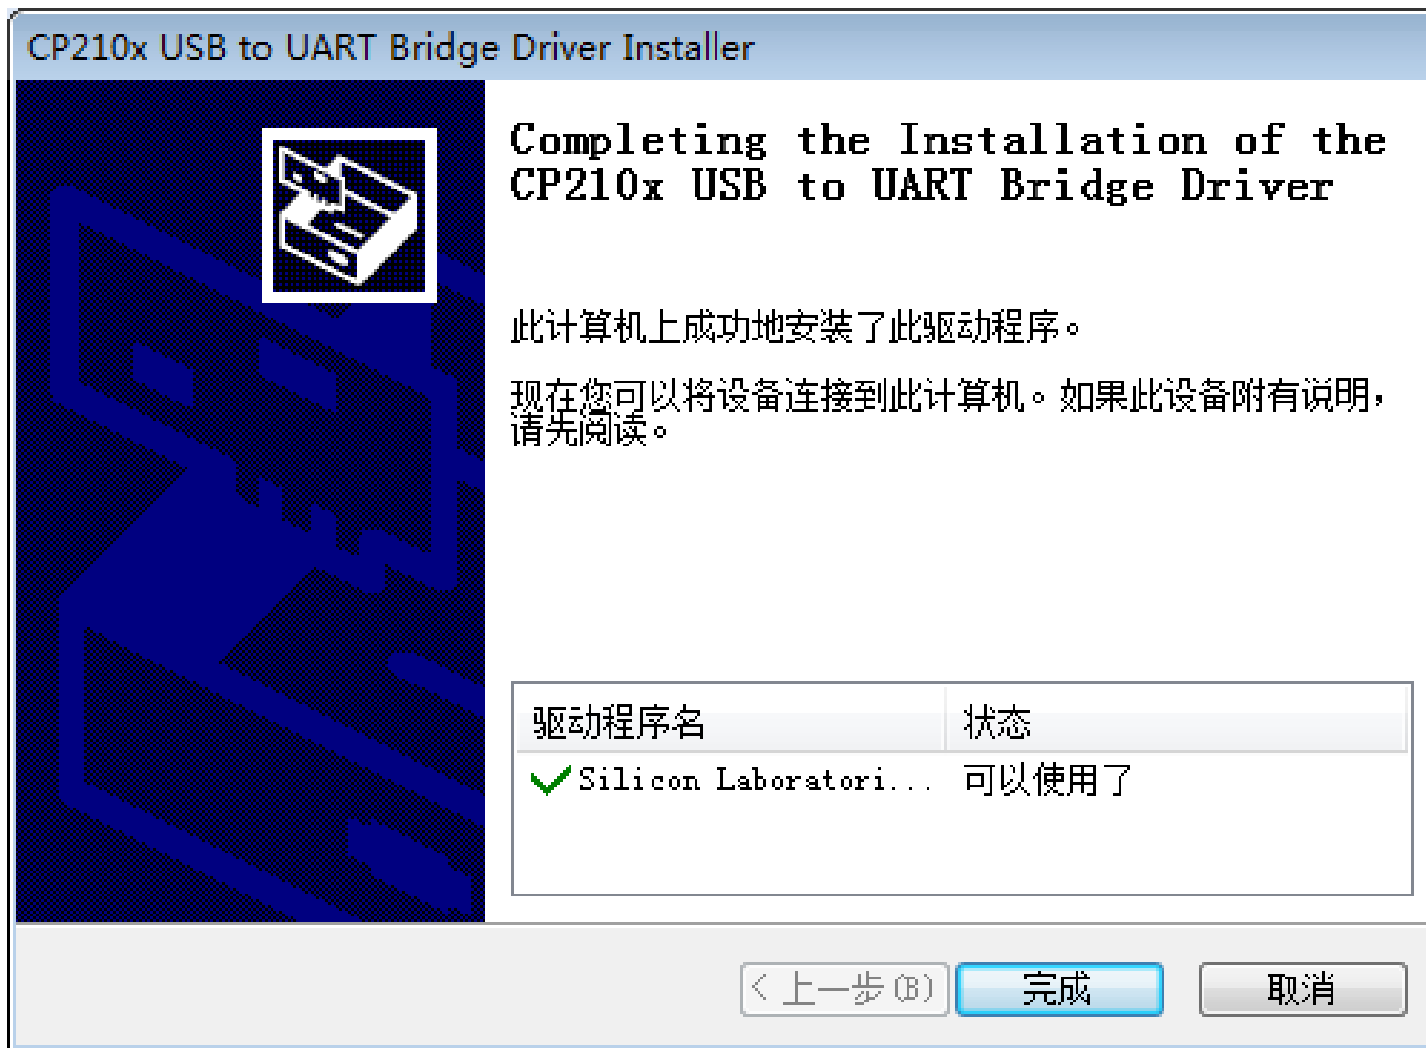 CP210x USB to UART Bridge Driver Installer
Completing the Installation of the
CP210x USB to UART Bridge Driver
此计算机上成功地安装了此驱动程序。
现在您可以将设备连接到此计算机。如果此设备附有说明，
请先阅读。
驱动程序名 状态
Silicon Laboratori... 可以使用了
< 上一步(B) 完成 取消